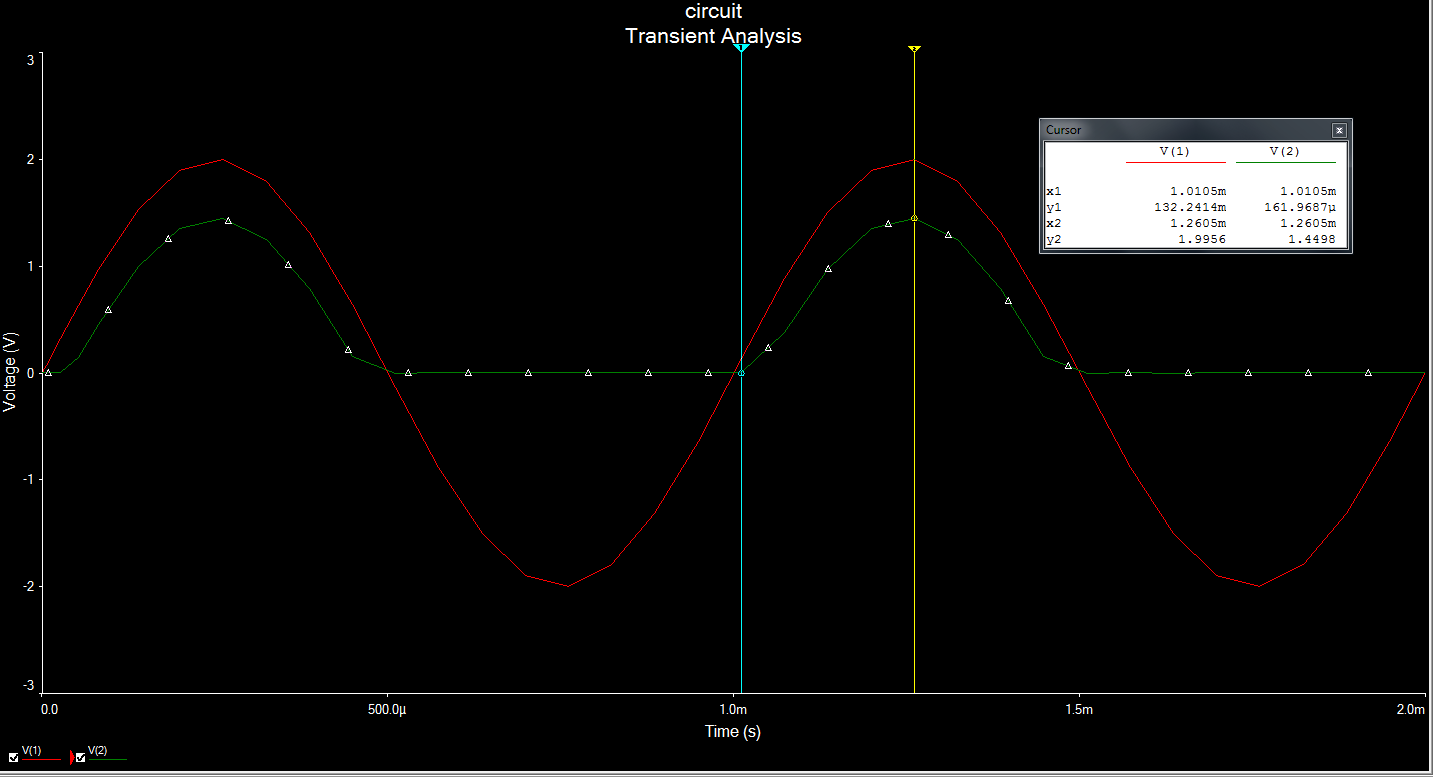 circuit
Transient Analysis
3
2
1
0
-1
-2
-3
Voltage (V)
0.0 500.0µ 1.0m 1.5m 2.0m
Time (s)
Cursor x
V(1) V(2)
x1 1.0105m 1.0105m
y1 132.2414m 161.9687µ
x2 1.2605m 1.2605m
y2 1.9956 1.4498
V(1) V(2)